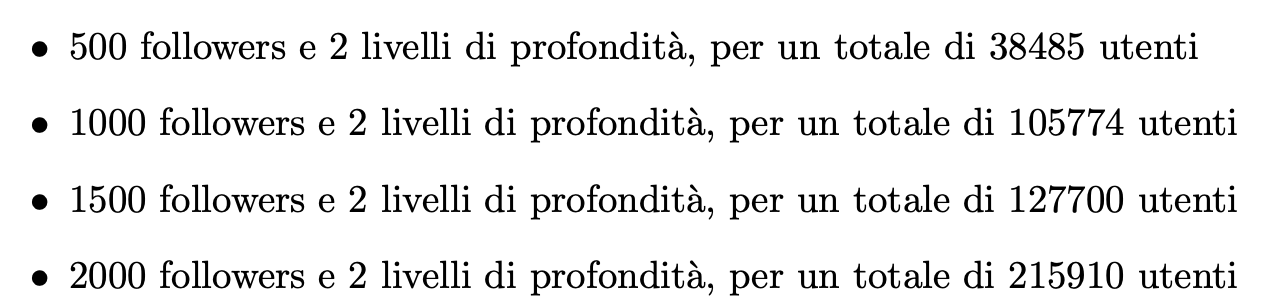 • 500 followers e 2 livelli di profondità, per un totale di 38485 utenti
• 1000 followers e 2 livelli di profondità, per un totale di 105774 utenti
• 1500 followers e 2 livelli di profondità, per un totale di 127700 utenti
• 2000 followers e 2 livelli di profondità, per un totale di 215910 utenti